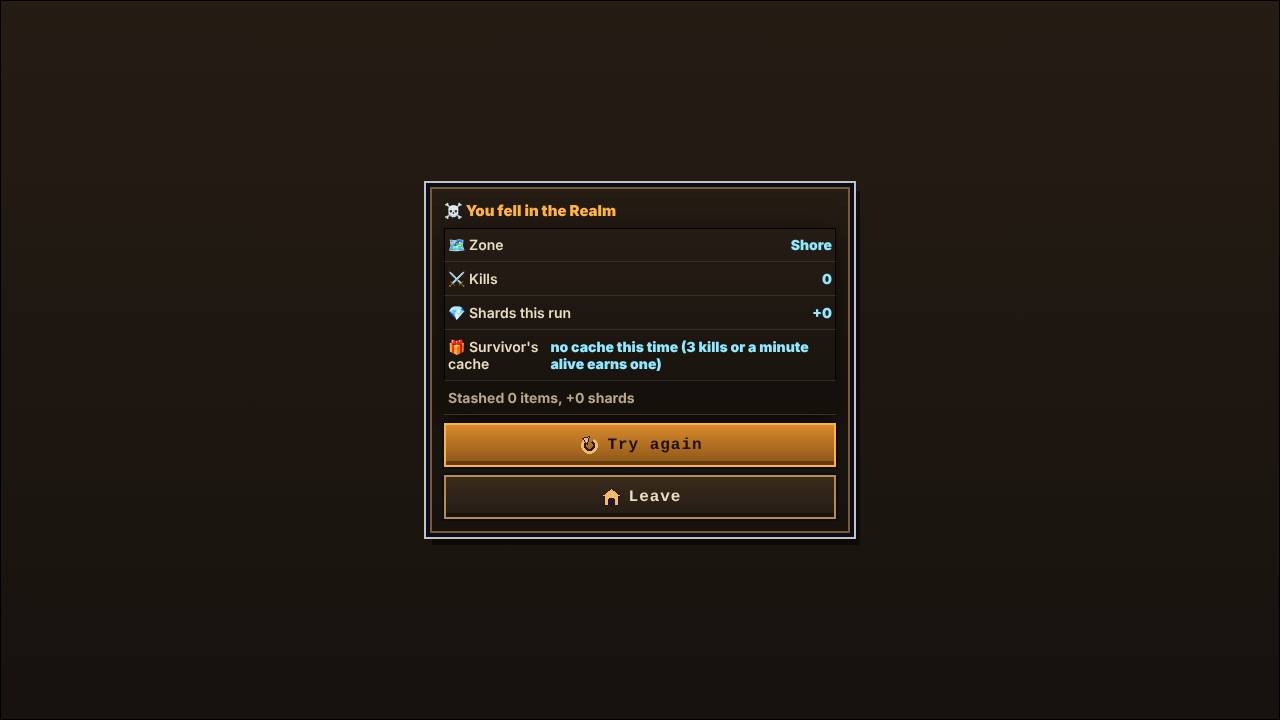 You fell in the Realm
Zone Shore
Kills 0
Shards this run +0
Survivor's cache no cache this time (3 kills or a minute alive earns one)
Stashed 0 items, +0 shards
Try again
Leave